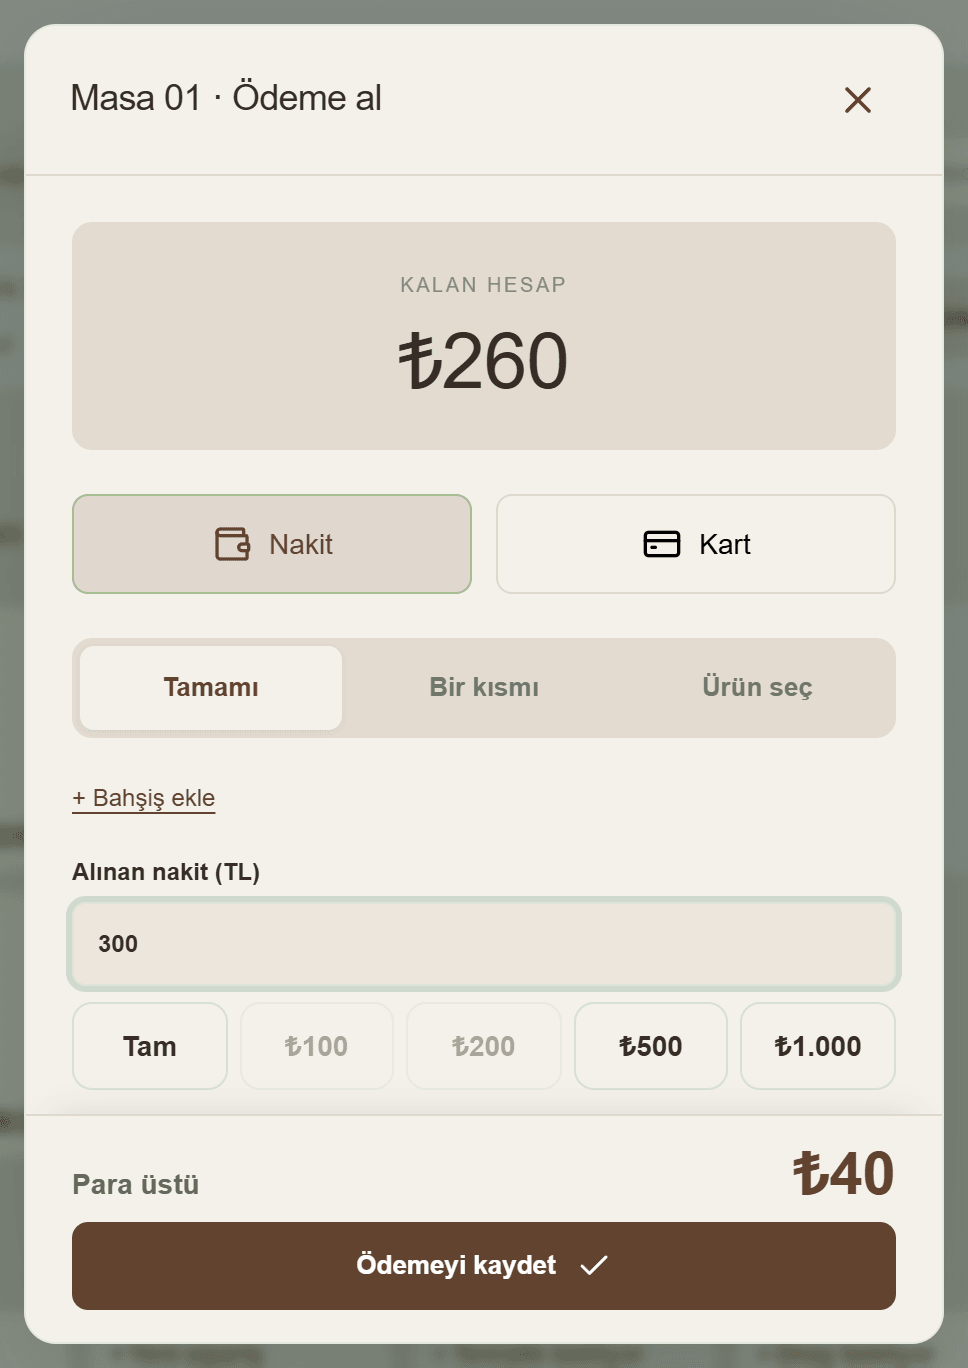 Masa 01 · Ödeme al
KALAN HESAP
₺260
Nakit
Kart
Tamamı
Bir kısmı
Ürün seç
+ Bahşiş ekle
Alınan nakit (TL)
300
Tam
₺100
₺200
₺500
₺1.000
Para üstü
₺40
Ödemeyi kaydet